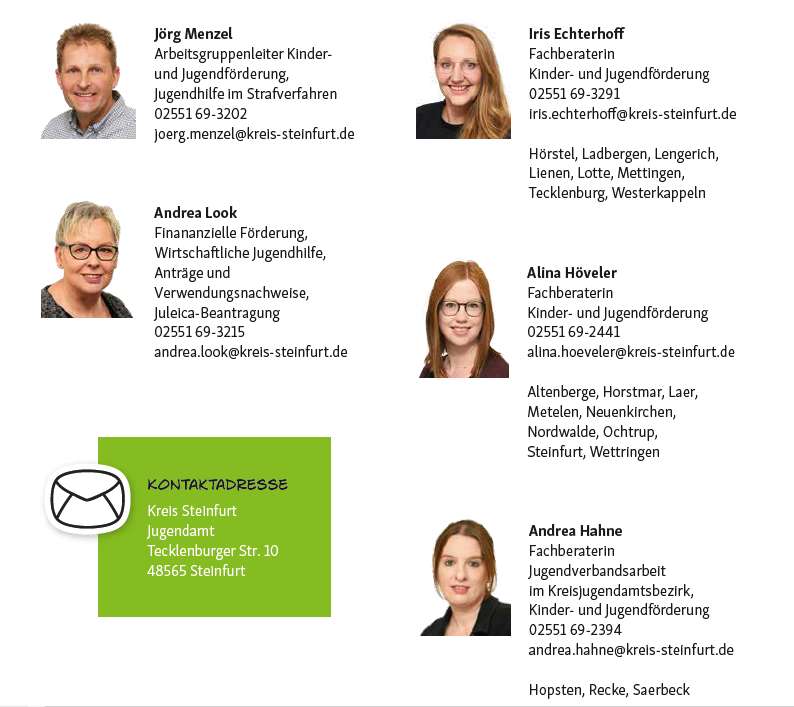 Jörg Menzel
Arbeitsgruppenleiter Kinder-
und Jugendförderung,
Jugendhilfe im Strafverfahren
02551 69-3202
joerg.menzel@kreis-steinfurt.de
Andrea Look
Finananzielle Förderung,
Wirtschaftliche Jugendhilfe,
Anträge und
Verwendungsnachweise,
Juleica-Beantragung
02551 69-3215
andrea.look@kreis-steinfurt.de
KONTAKTADRESSE
Kreis Steinfurt
Jugendamt
Tecklenburger Str. 10
48565 Steinfurt
Iris Echterhoff
Fachberaterin
Kinder- und Jugendförderung
02551 69-3291
iris.echterhoff@kreis-steinfurt.de
Hörstel, Ladbergen, Lengerich,
Lienen, Lotte, Mettingen,
Tecklenburg, Westerkappeln
Alina Höveler
Fachberaterin
Kinder- und Jugendförderung
02551 69-2441
alina.hoeveler@kreis-steinfurt.de
Altenberge, Horstmar, Laer,
Metelen, Neuenkirchen,
Nordwalde, Ochtrup,
Steinfurt, Wettringen
Andrea Hahne
Fachberaterin
Jugendverbandsarbeit
im Kreisjugendamtsbezirk,
Kinder- und Jugendförderung
02551 69-2394
andrea.hahne@kreis-steinfurt.de
Hopsten, Recke, Saerbeck